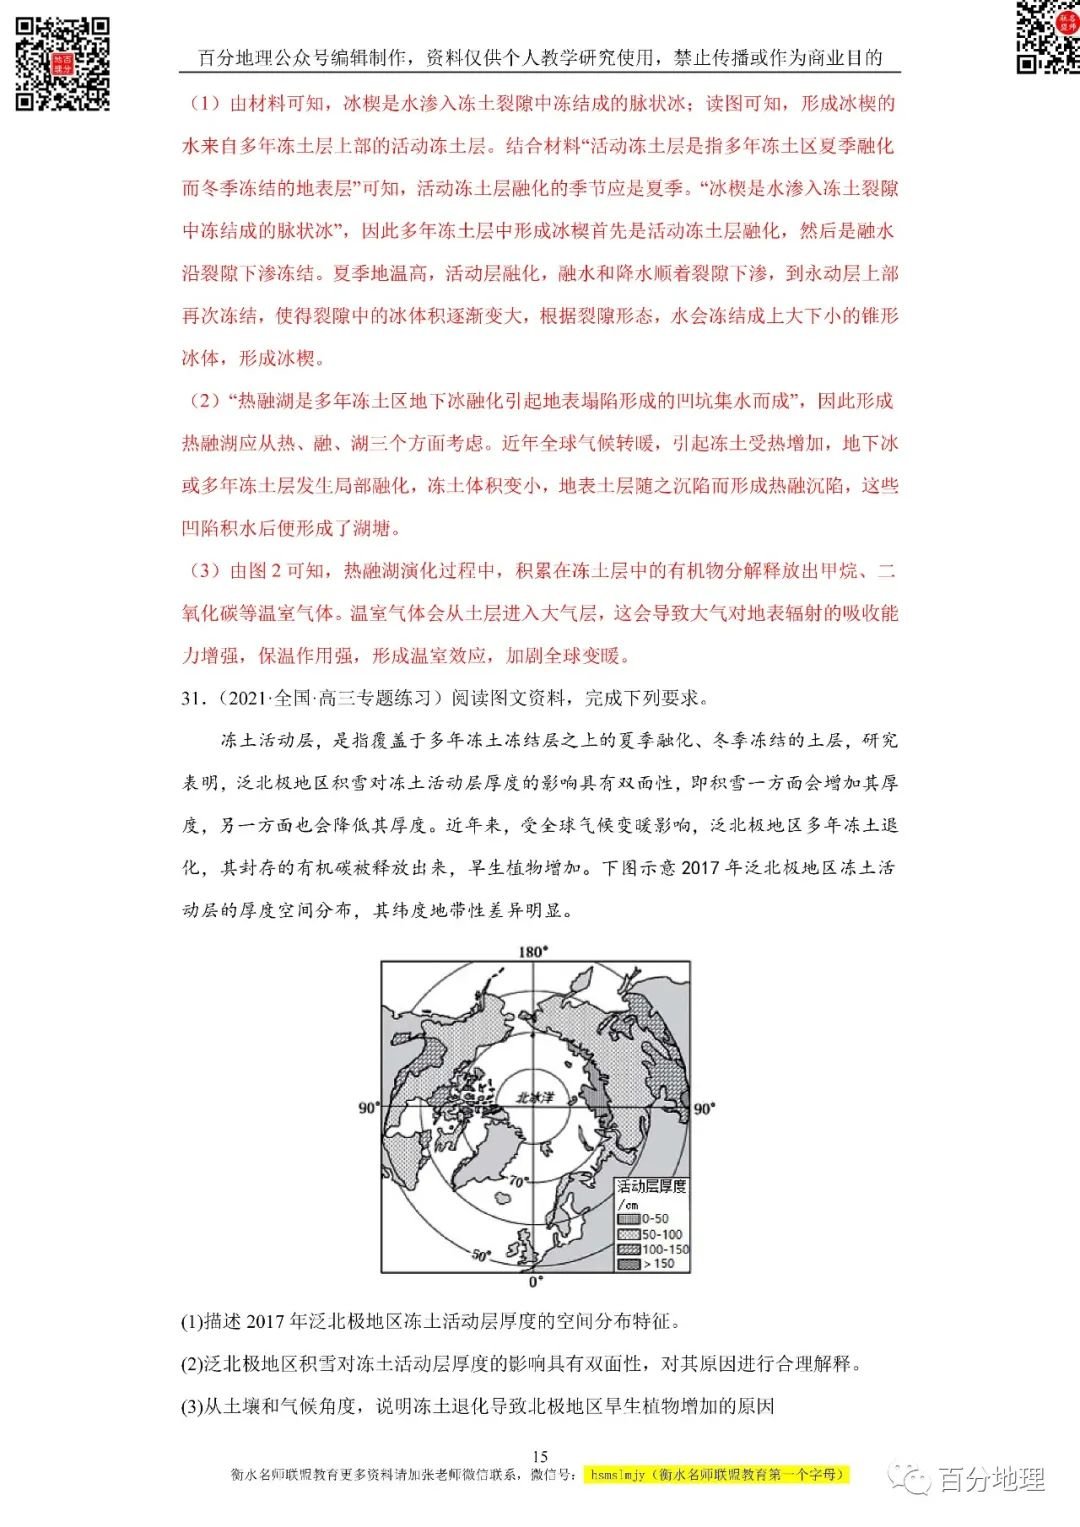 百分地理公众号编辑制作，资料仅供个人教学研究使用，禁止传播或作为商业目的
（1）由材料可知，冰楔是水渗入冻土裂隙中冻结成的脉状冰；读图可知，形成冰楔的
水来自多年冻土层上部的活动冻土层。结合材料“活动冻土层是指多年冻土区夏季融化
而冬季冻结的地表层”可知，活动冻土层融化的季节应是夏季。“冰楔是水渗入冻土裂隙
中冻结成的脉状冰”，因此多年冻土层中形成冰楔首先是活动冻土层融化，然后是融水
沿裂隙下渗冻结。夏季地温高，活动层融化，融水和降水顺着裂隙下渗，到永动层上部
再次冻结，使得裂隙中的冰体积逐渐变大，根据裂隙形态，水会冻结成上大下小的锥形
冰体，形成冰楔。
（2）“热融湖是多年冻土区地下冰融化引起地表塌陷形成的凹坑集水而成”，因此形成
热融湖应从热、融、湖三个方面考虑。近年全球气候转暖，引起冻土受热增加，地下冰
或多年冻土层发生局部融化，冻土体积变小，地表土层随之沉陷而形成热融沉陷，这些
凹陷积水后便形成了湖塘。
（3）由图2可知，热融湖演化过程中，积累在冻土层中的有机物分解释放出甲烷、二
氧化碳等温室气体。温室气体会从土层进入大气层，这会导致大气对地表辐射的吸收能
力增强，保温作用强，形成温室效应，加剧全球变暖。
31.（2021·全国·高三专题练习）阅读图文资料，完成下列要求。
冻土活动层，是指覆盖于多年冻土冻结层之上的夏季融化、冬季冻结的土层，研究
表明，泛北极地区积雪对冻土活动层厚度的影响具有双面性，即积雪一方面会增加其厚
度，另一方面也会降低其厚度。近年来，受全球气候变暖影响，泛北极地区多年冻土退
化，其封存的有机碳被释放出来，旱生植物增加。下图示意2017年泛北极地区冻土活
动层的厚度空间分布，其纬度地带性差异明显。
180°
北冰洋
90°
90°
70°
50°
0°
活动层厚度
/cm
0-50
50-100
100-150
>150
(1)描述2017年泛北极地区冻土活动层厚度的空间分布特征。
(2)泛北极地区积雪对冻土活动层厚度的影响具有双面性，对其原因进行合理解释。
(3)从土壤和气候角度，说明冻土退化导致北极地区旱生植物增加的原因
15
衡水名师联盟教育更多资料请加张老师微信联系，微信号： hsmslmjy（衡水名师联盟教育第一个字母）
百分地理